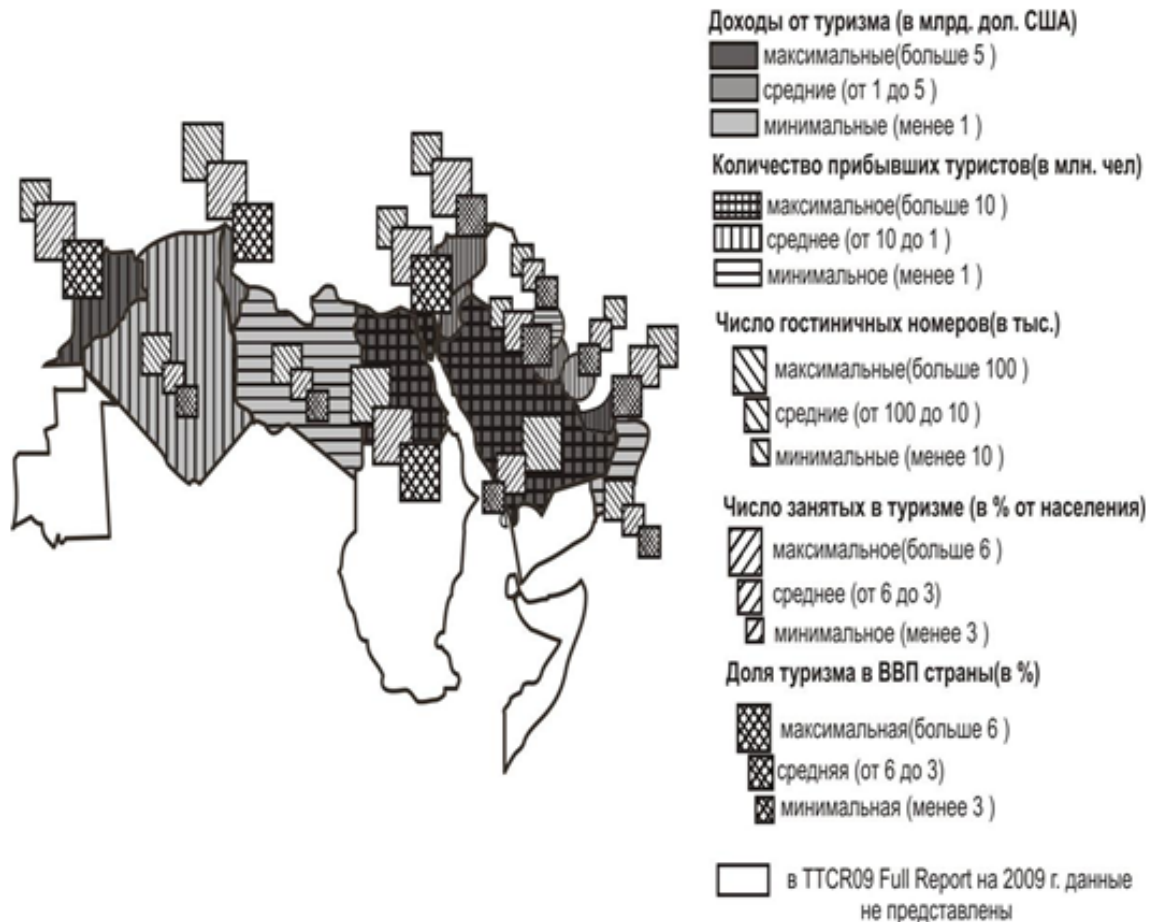 Доходы от туризма (в млрд. дол. США)
максимальные(больше 5 )
средние (от 1 до 5 )
минимальные (менее 1 )
Количество прибывших туристов(в млн. чел)
максимальное(больше 10 )
среднее (от 10 до 1 )
минимальное (менее 1 )
Число гостиничных номеров(в тыс.)
максимальные(больше 100 )
средние (от 100 до 10 )
минимальные (менее 10 )
Число занятых в туризме (в % от населения)
максимальное(больше 6 )
среднее (от 6 до 3)
минимальное (менее 3 )
Доля туризма в ВВП страны(в %)
максимальная(больше 6 )
средняя (от 6 до 3)
минимальная (менее 3 )
в TTCR09 Full Report на 2009 г. данные
не представлены